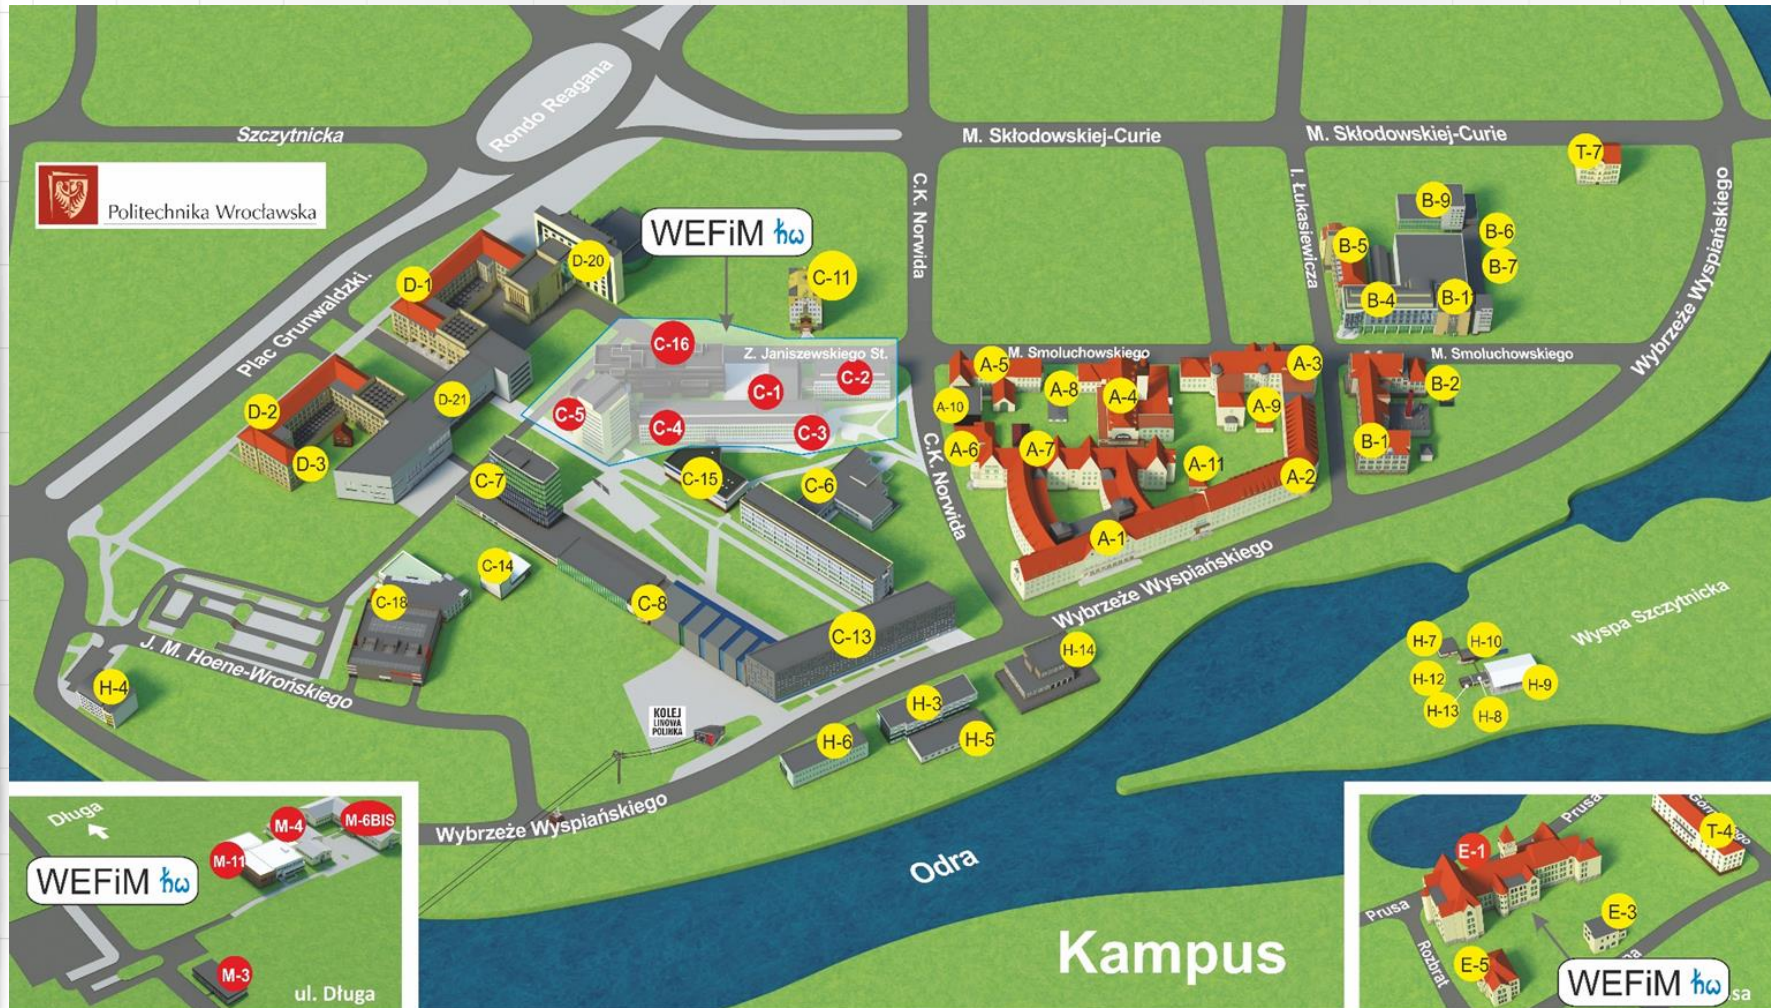 Szczytnicka
Rondo Reagana
M. Skłodowskiej-Curie
M. Skłodowskiej-Curie
T-7
Politechnika Wrocławska
C.K. Norwida
I. Łukasiewicza
Wybrzeże Wyspiańskiego
WEFiM ħω
B-9
B-6
B-5
B-7
B-4
D-20
D-1
C-11
Plac Grunwaldzki.
C-16
Z. Janiszewskiego St.
M. Smoluchowskiego
M. Smoluchowskiego
A-5
A-3
C-1
C-2
A-8
A-4
B-2
D-21
D-2
A-10
A-9
C-5
C-4
C-3
A-6
A-7
B-1
D-3
C-7
C-15
C-6
C.K. Norwida
A-11
A-2
A-1
C-14
C-18
C-8
C-13
Wybrzeże Wyspiańskiego
Wyspa Szczytnicka
J. M. Hoene-Wrońskiego
H-14
H-7
H-10
H-12
H-9
H-13
H-8
H-4
KOLEJ
LINOWA
POLINKA
H-3
H-6
H-5
Wybrzeże Wyspiańskiego
Odra
Kampus
Długa
M-4
M-6BIS
M-11
WEFiM ħω
M-3
ul. Długa
Prusa
T-4
E-1
Prusa
E-3
Rozbrat
E-5
WEFiM ħω